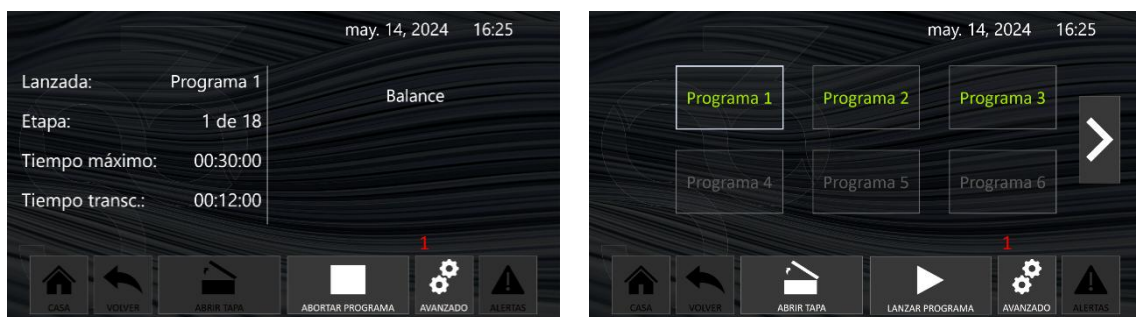 may. 14, 2024 16:25
Lanzada: Programa 1
Etapa: 1 de 18
Tiempo máximo: 00:30:00
Tiempo transc.: 00:12:00
Balance
1
CASA VOLVER ABRIR TAPA ABORTAR PROGRAMA AVANZADO ALERTAS
may. 14, 2024 16:25
Programa 1 Programa 2 Programa 3
Programa 4 Programa 5 Programa 6
1
CASA VOLVER ABRIR TAPA LANZAR PROGRAMA AVANZADO ALERTAS